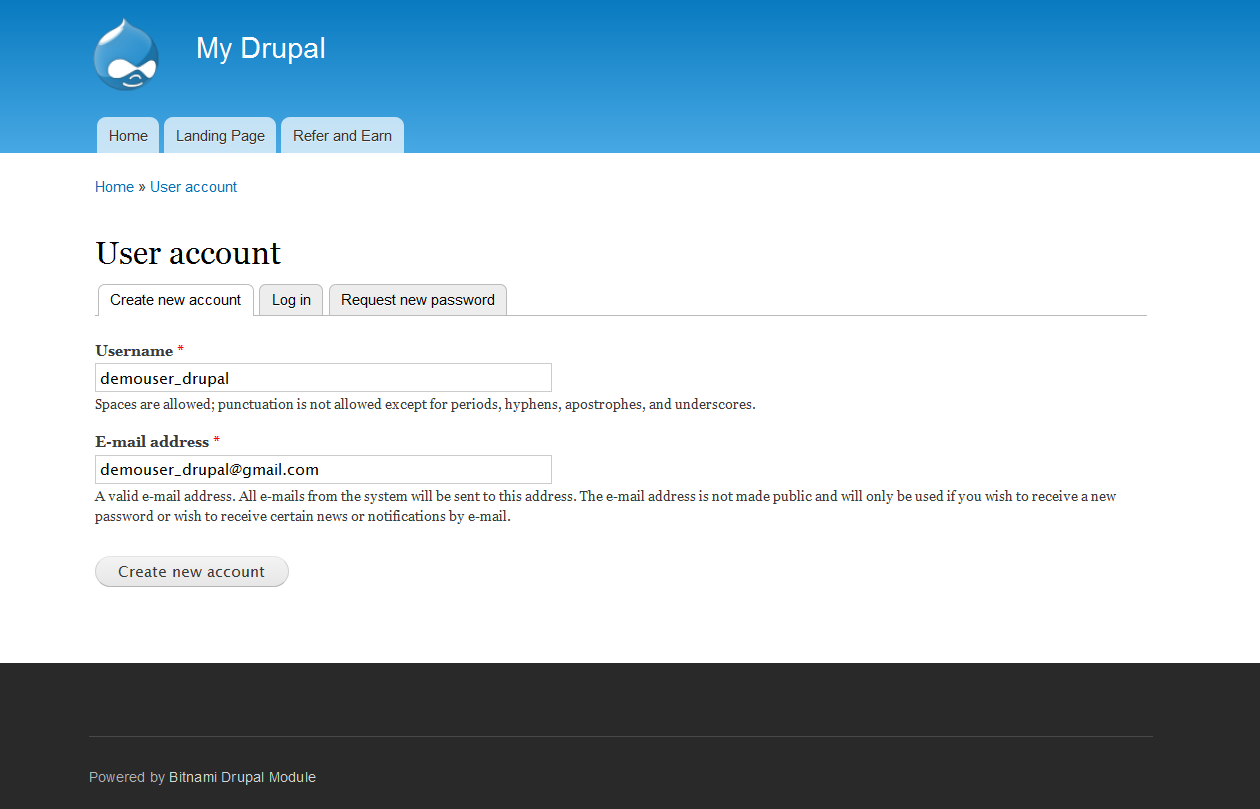 My Drupal
Home
Landing Page
Refer and Earn
Home » User account
User account
Create new account
Log in
Request new password
Username *
demouser_drupal
Spaces are allowed; punctuation is not allowed except for periods, hyphens, apostrophes, and underscores.
E-mail address *
demouser_drupal@gmail.com
A valid e-mail address. All e-mails from the system will be sent to this address. The e-mail address is not made public and will only be used if you wish to receive a new
password or wish to receive certain news or notifications by e-mail.
Create new account
Powered by Bitnami Drupal Module